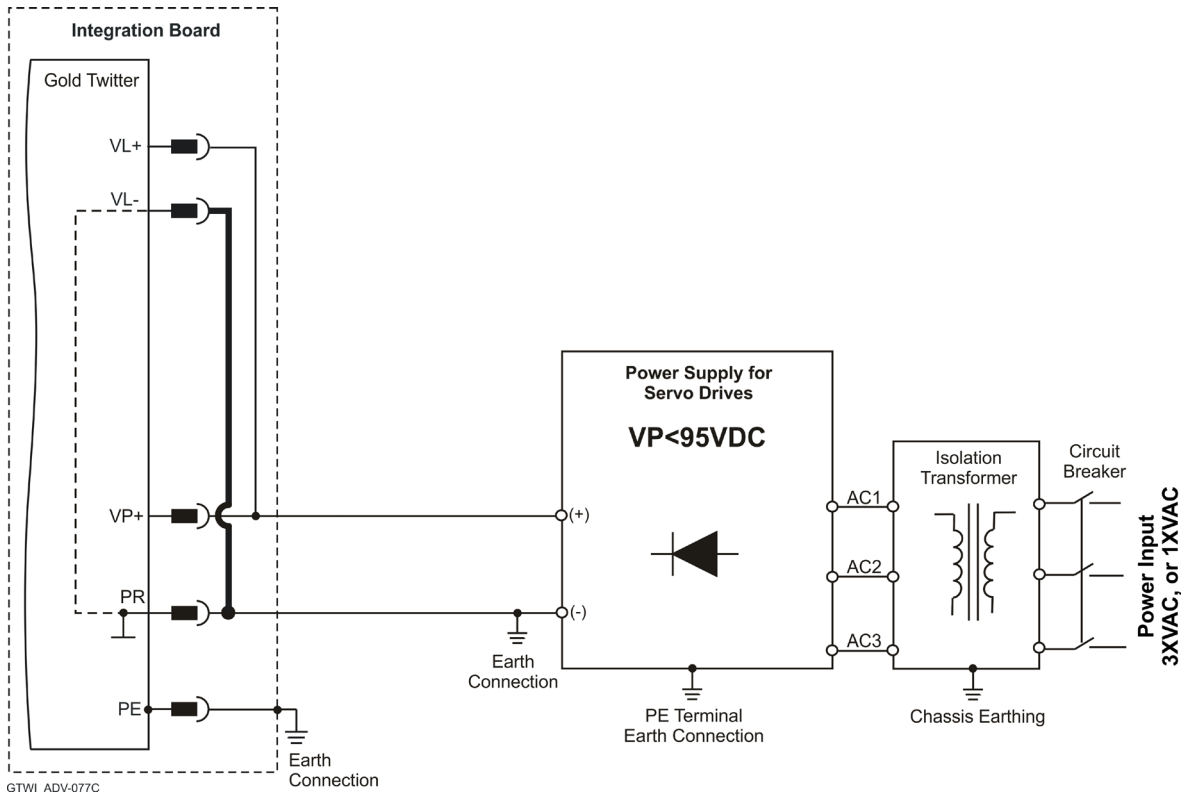 Integration Board
Gold Twitter
VL+
VL-
VP+
PR
PE
Earth
Connection
GTWI_ADV-077C
Earth
Connection
Power Supply for
Servo Drives
VP<95VDC
(+)
(-)
PE Terminal
Earth Connection
AC1
AC2
AC3
Isolation
Transformer
Chassis Earthing
Circuit
Breaker
Power Input
3XVAC, or 1XVAC